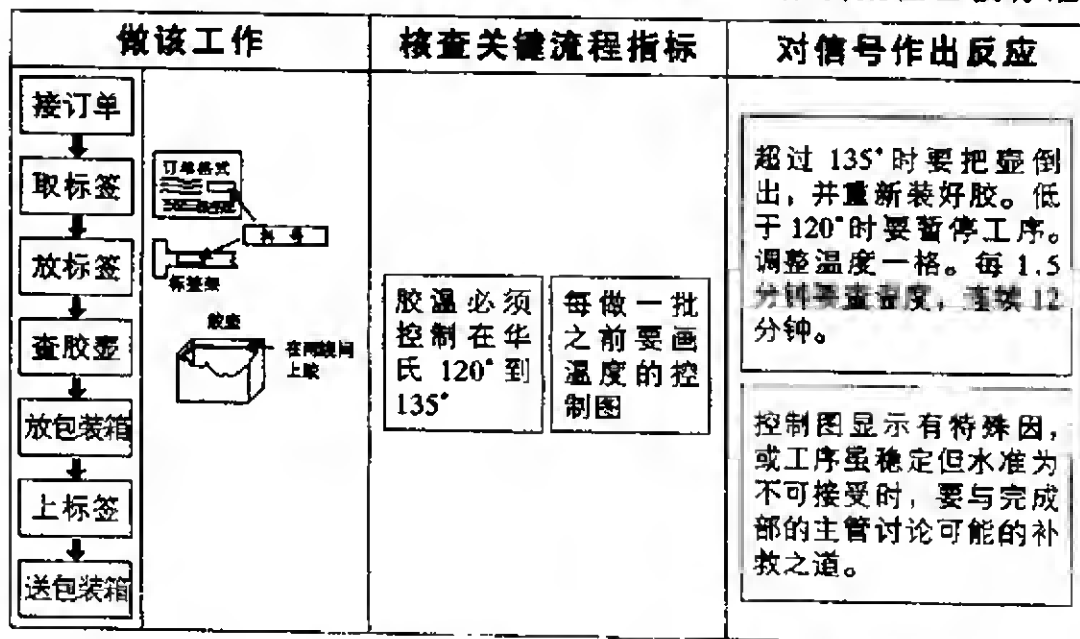 做该工作
核查关键流程指标
对信号作出反应
接订单
取标签
放标签
查胶壶
放包装箱
上标签
送包装箱
订单格式
料号
标签架
胶壶
上胶
胶温必须
控制在华
氏 120°到
135°
每做一批
之前要画
温度的控
制图
超过 135°时要把壶倒
出，并重新装好胶。低
于 120°时要暂停工序。
调整温度一格。每 1.5
分钟要查温度，连续 12
分钟。
控制图显示有特殊因，
或工序虽稳定但水准为
不可接受时，要与完成
部的主管讨论可能的补
救之道。